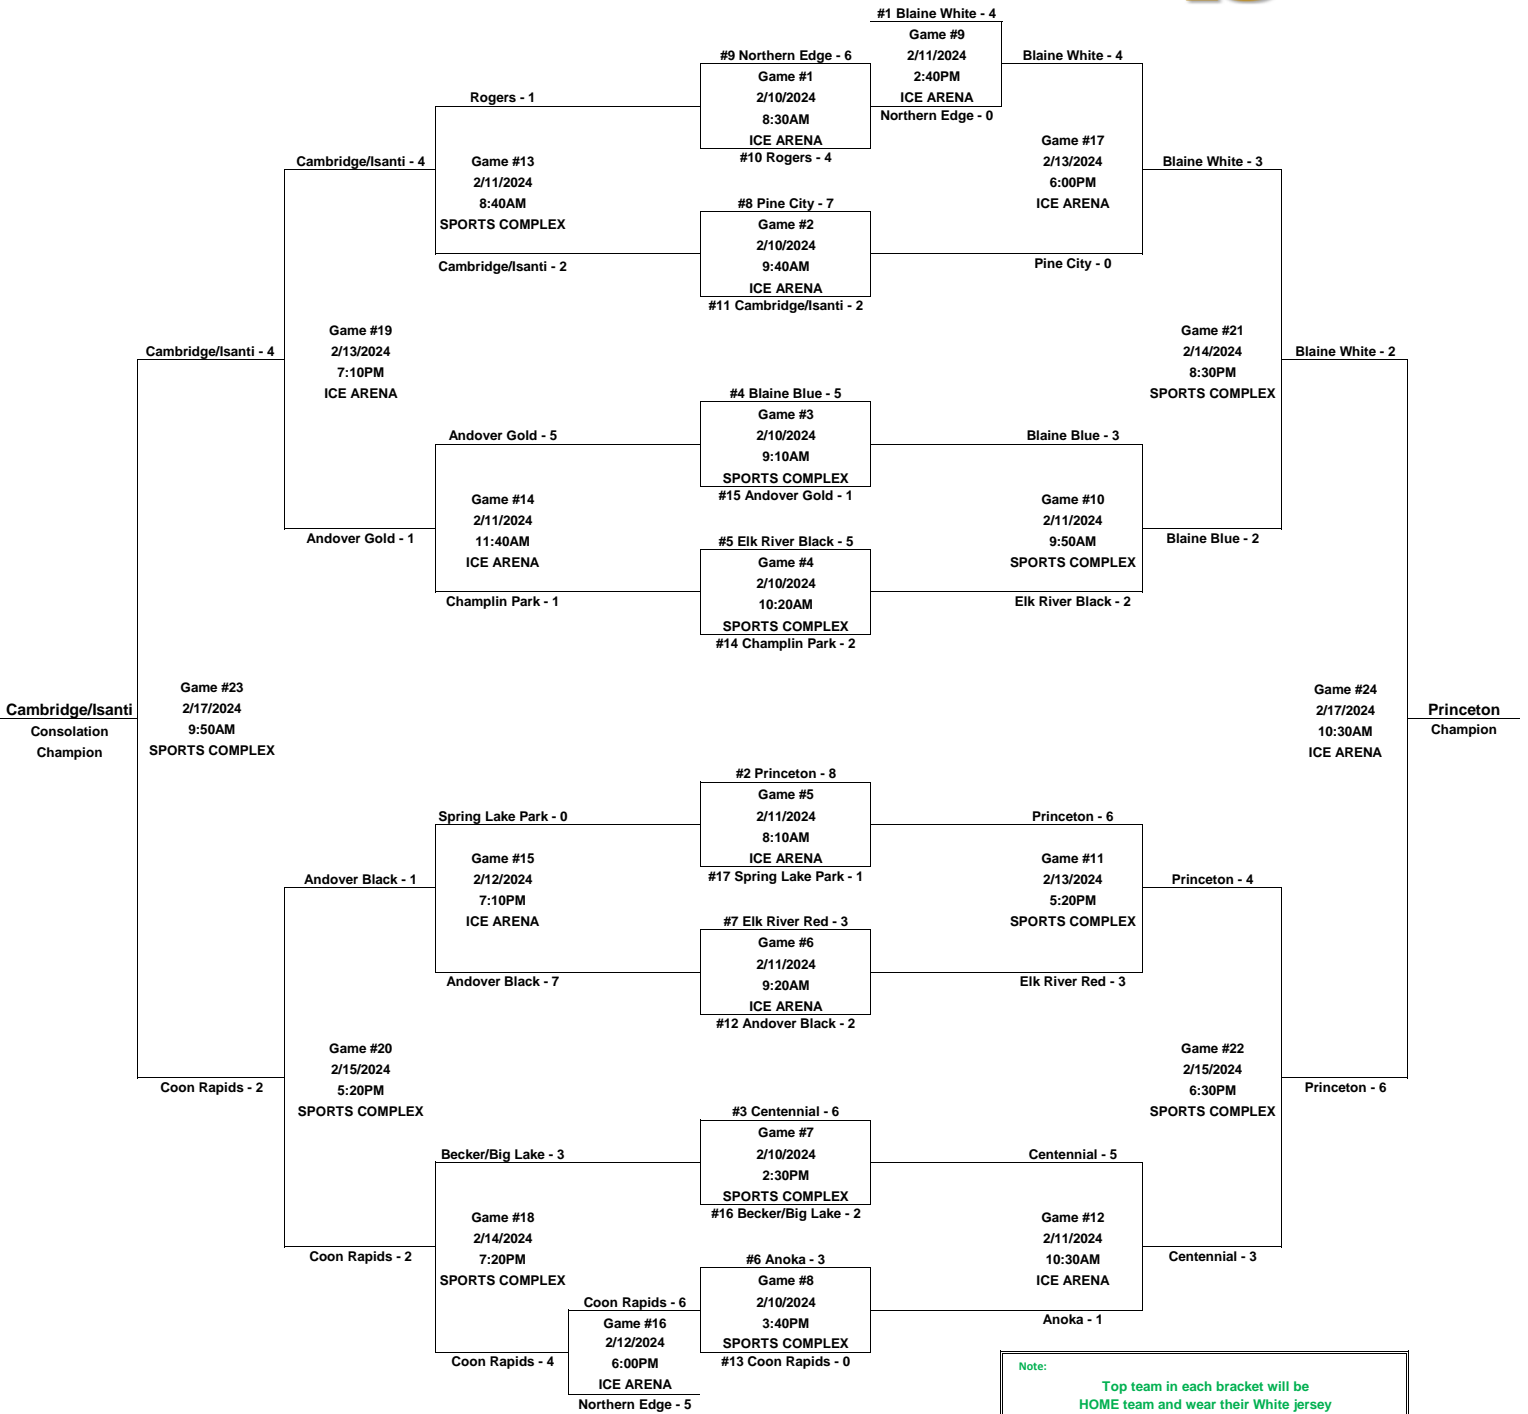 #1 Blaine White - 4
Game #9
2/11/2024
2:40PM
ICE ARENA
Northern Edge - 0
#9 Northern Edge - 6
Game #1
2/10/2024
8:30AM
ICE ARENA
#10 Rogers - 4
Blaine White - 4
Game #17
2/13/2024
6:00PM
ICE ARENA
Pine City - 0
Rogers - 1
Game #13
2/11/2024
8:40AM
SPORTS COMPLEX
Cambridge/Isanti - 2
Cambridge/Isanti - 4
#8 Pine City - 7
Game #2
2/10/2024
9:40AM
ICE ARENA
#11 Cambridge/Isanti - 2
Blaine White - 3
Game #19
2/13/2024
7:10PM
ICE ARENA
Cambridge/Isanti - 4
Game #21
2/14/2024
8:30PM
SPORTS COMPLEX
Blaine White - 2
#4 Blaine Blue - 5
Game #3
2/10/2024
9:10AM
SPORTS COMPLEX
#15 Andover Gold - 1
Andover Gold - 5
Game #14
2/11/2024
11:40AM
ICE ARENA
Champlin Park - 1
Andover Gold - 1
Blaine Blue - 3
Game #10
2/11/2024
9:50AM
SPORTS COMPLEX
Elk River Black - 2
Blaine Blue - 2
#5 Elk River Black - 5
Game #4
2/10/2024
10:20AM
SPORTS COMPLEX
#14 Champlin Park - 2
Cambridge/Isanti
Consolation
Champion
Game #23
2/17/2024
9:50AM
SPORTS COMPLEX
Game #24
2/17/2024
10:30AM
ICE ARENA
Princeton
Champion
#2 Princeton - 8
Game #5
2/11/2024
8:10AM
ICE ARENA
#17 Spring Lake Park - 1
Spring Lake Park - 0
Game #15
2/12/2024
7:10PM
ICE ARENA
Andover Black - 7
Andover Black - 1
Princeton - 6
Game #11
2/13/2024
5:20PM
SPORTS COMPLEX
Elk River Red - 3
Princeton - 4
#7 Elk River Red - 3
Game #6
2/11/2024
9:20AM
ICE ARENA
#12 Andover Black - 2
Game #20
2/15/2024
5:20PM
SPORTS COMPLEX
Coon Rapids - 2
Game #22
2/15/2024
6:30PM
SPORTS COMPLEX
Princeton - 6
#3 Centennial - 6
Game #7
2/10/2024
2:30PM
SPORTS COMPLEX
#16 Becker/Big Lake - 2
Becker/Big Lake - 3
Game #18
2/14/2024
7:20PM
SPORTS COMPLEX
Coon Rapids - 4
Coon Rapids - 2
Centennial - 5
Game #12
2/11/2024
10:30AM
ICE ARENA
Anoka - 1
Centennial - 3
#6 Anoka - 3
Game #8
2/10/2024
3:40PM
SPORTS COMPLEX
#13 Coon Rapids - 0
Coon Rapids - 6
Game #16
2/12/2024
6:00PM
ICE ARENA
Northern Edge - 5
Note:
Top team in each bracket will be
HOME team and wear their White jersey